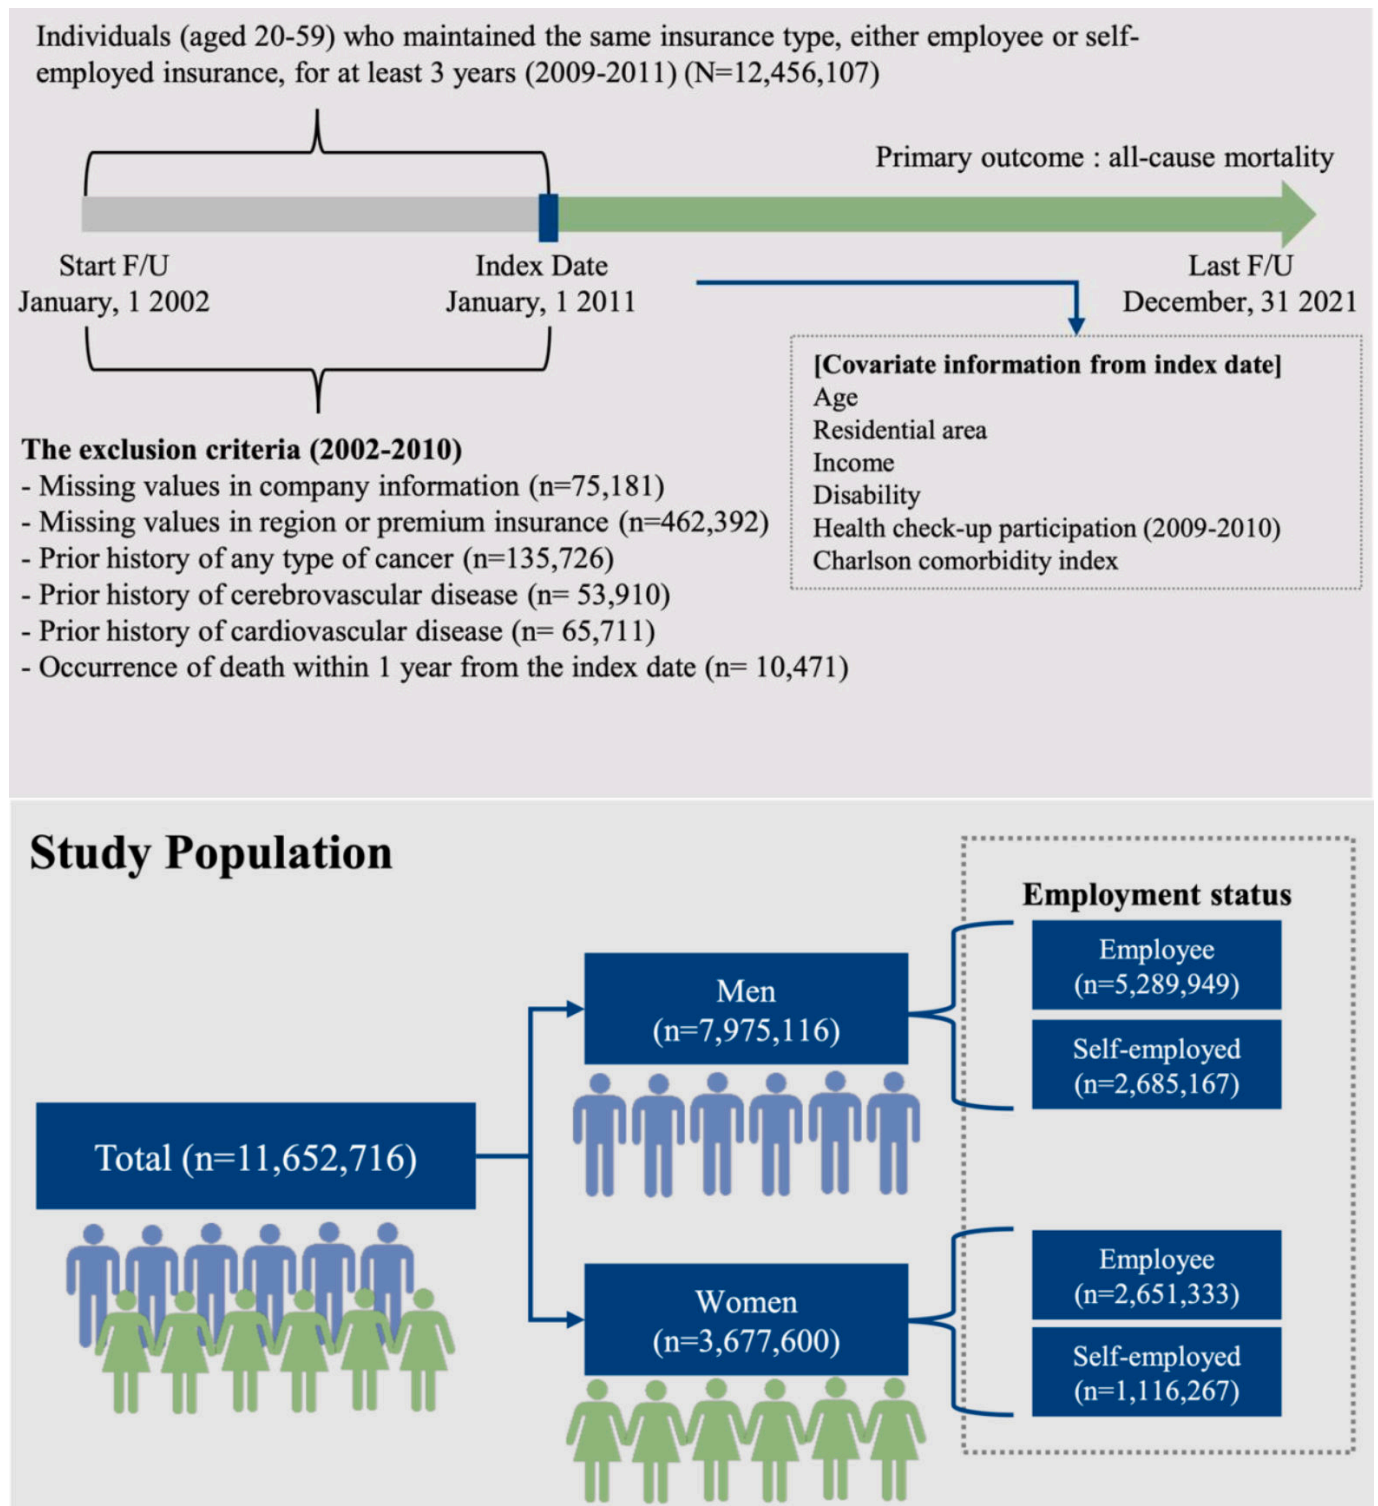 Individuals (aged 20-59) who maintained the same insurance type, either employee or self-
employed insurance, for at least 3 years (2009-2011) (N=12,456,107)
Primary outcome : all-cause mortality
Start F/U
January, 1 2002
Index Date
January, 1 2011
Last F/U
December, 31 2021
[Covariate information from index date]
Age
Residential area
Income
Disability
Health check-up participation (2009-2010)
Charlson comorbidity index
The exclusion criteria (2002-2010)
- Missing values in company information (n=75,181)
- Missing values in region or premium insurance (n=462,392)
- Prior history of any type of cancer (n=135,726)
- Prior history of cerebrovascular disease (n= 53,910)
- Prior history of cardiovascular disease (n= 65,711)
- Occurrence of death within 1 year from the index date (n= 10,471)
Study Population
Total (n=11,652,716)
Men
(n=7,975,116)
Women
(n=3,677,600)
Employment status
Employee
(n=5,289,949)
Self-employed
(n=2,685,167)
Employee
(n=2,651,333)
Self-employed
(n=1,116,267)